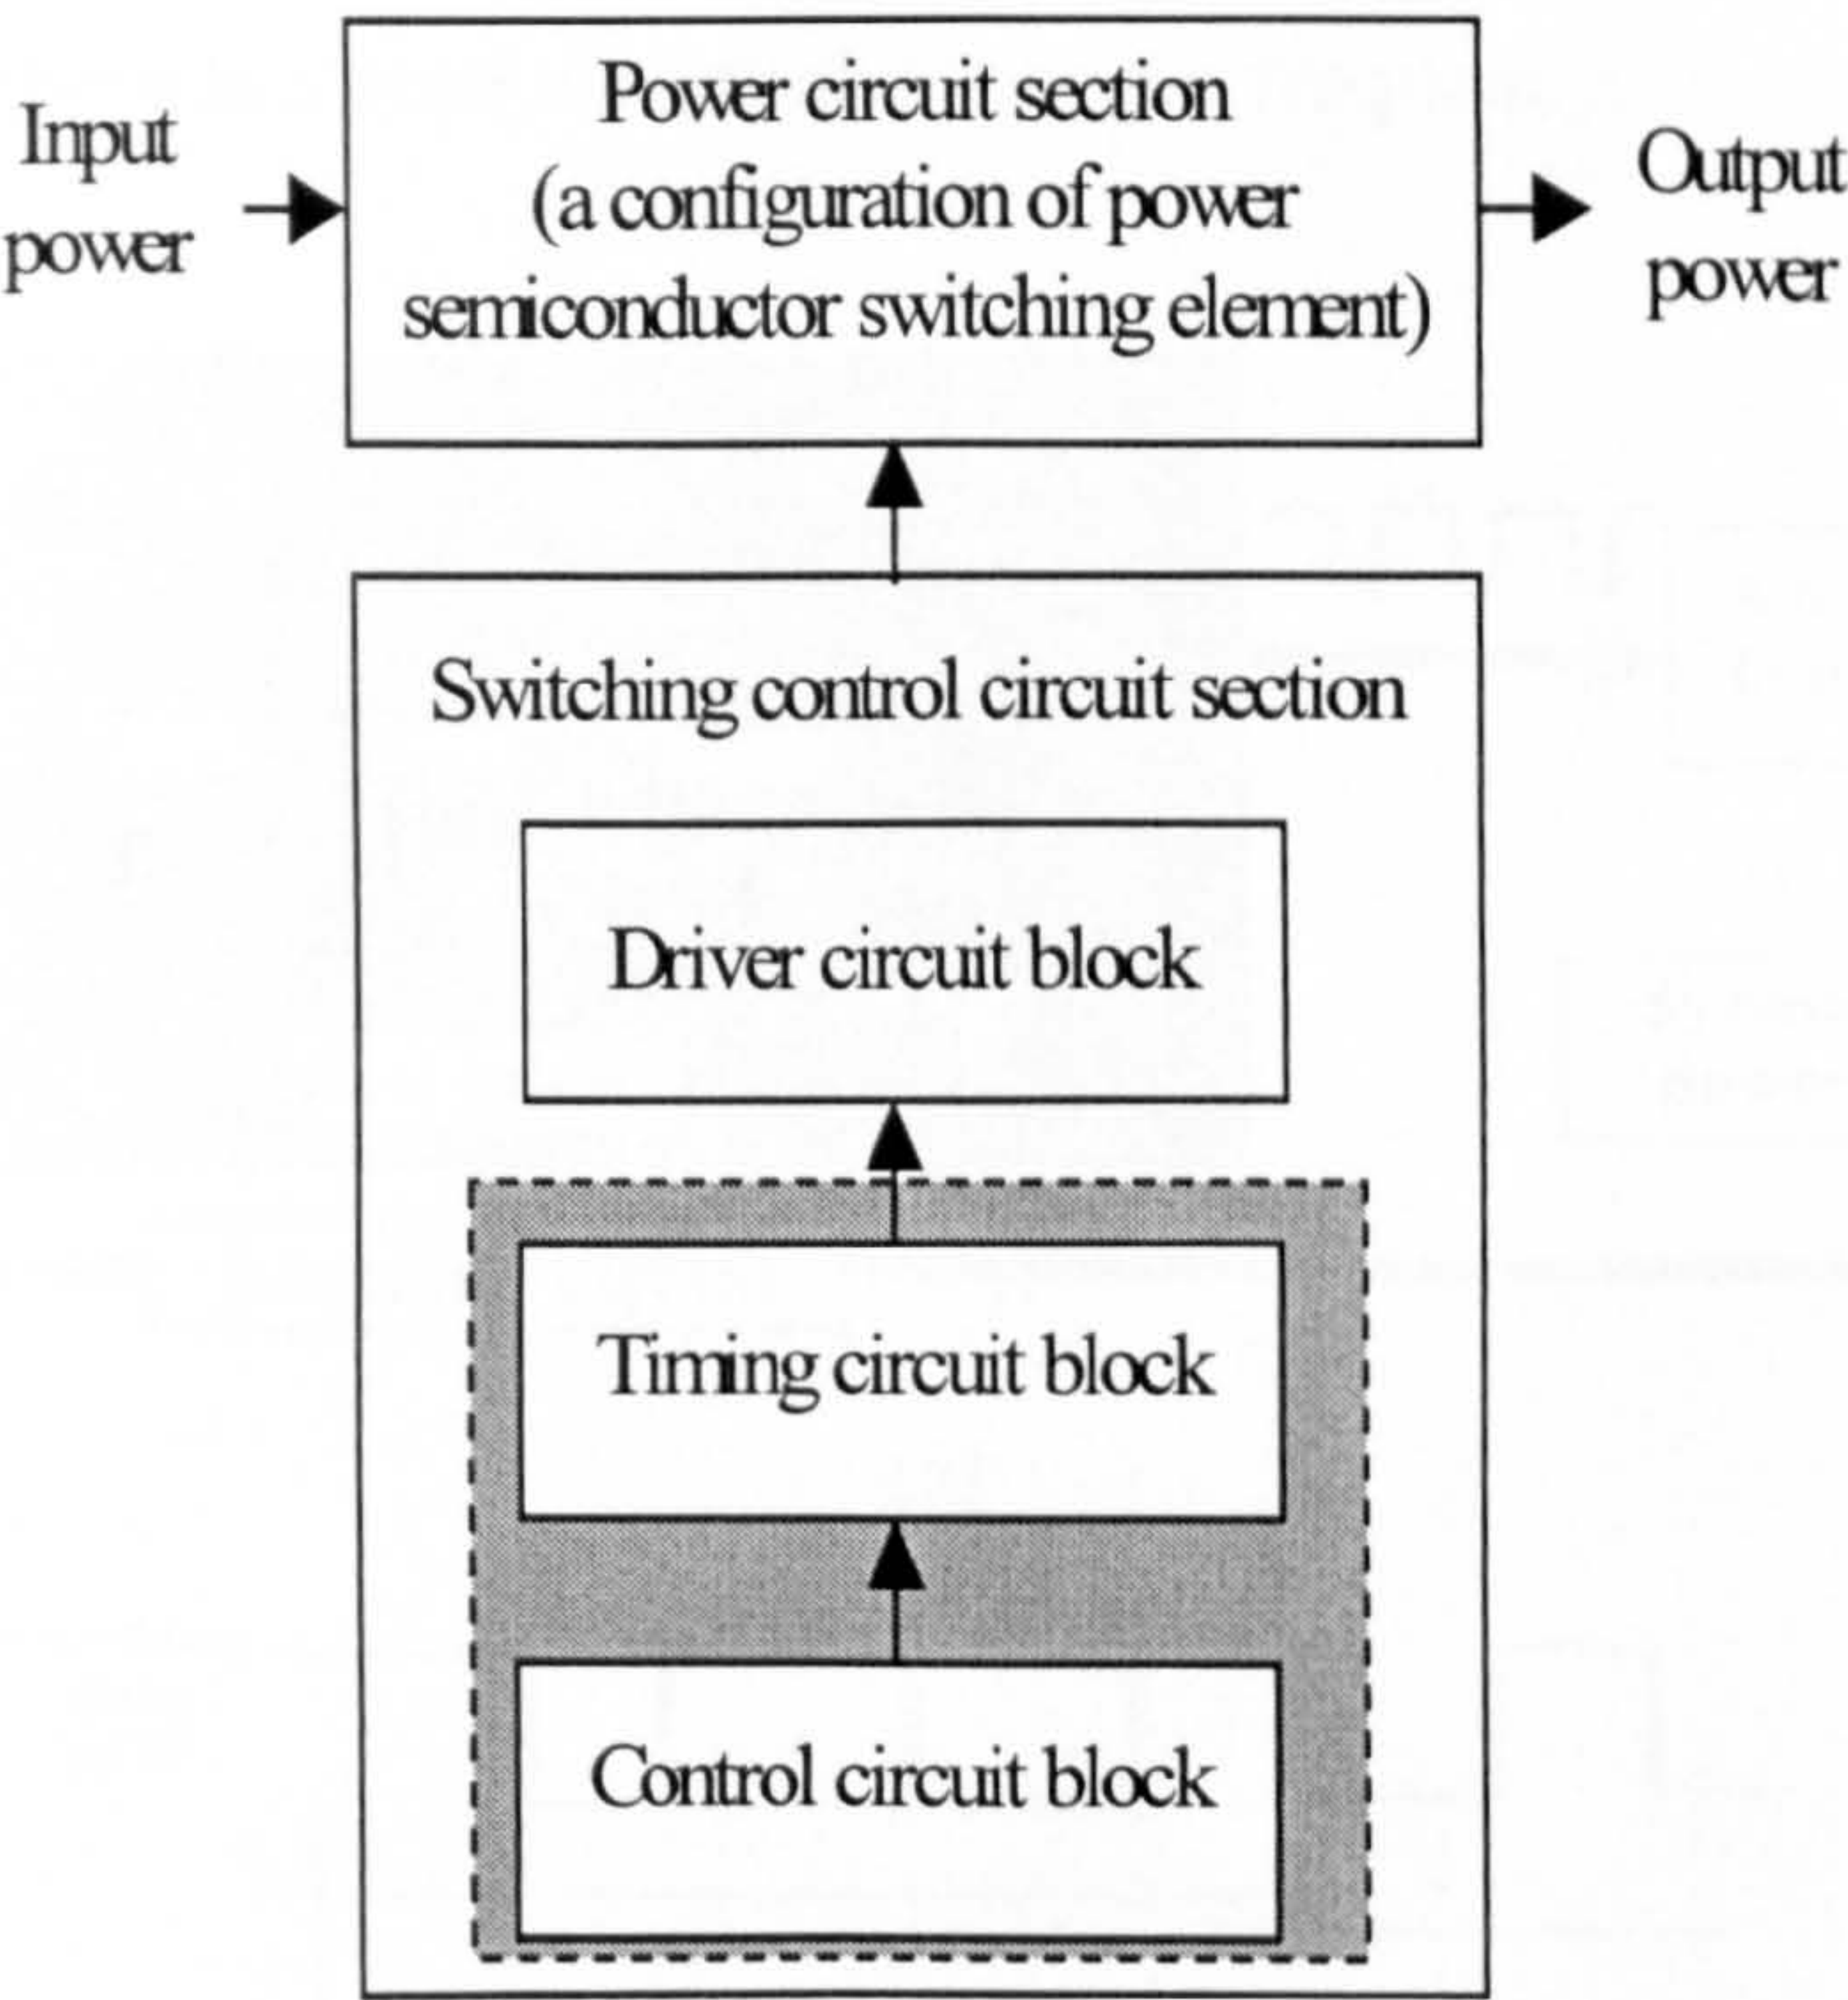 Input
power
Power circuit section
(a configuration of power
semiconductor switching element)
Output
power
Switching control circuit section
Driver circuit block
Timing circuit block
Control circuit block